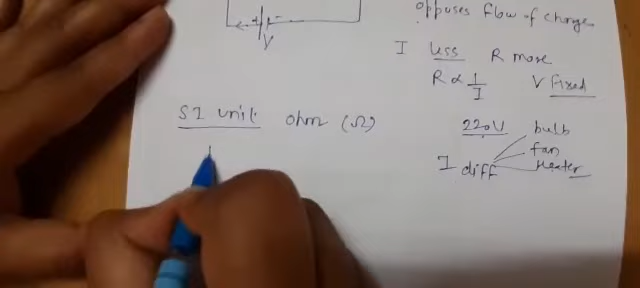 opposes flow of charges
V
I less R more
R ∝ 1/I V fixed
SI unit ohm (Ω)
220V bulb
fan
Heater
I diff